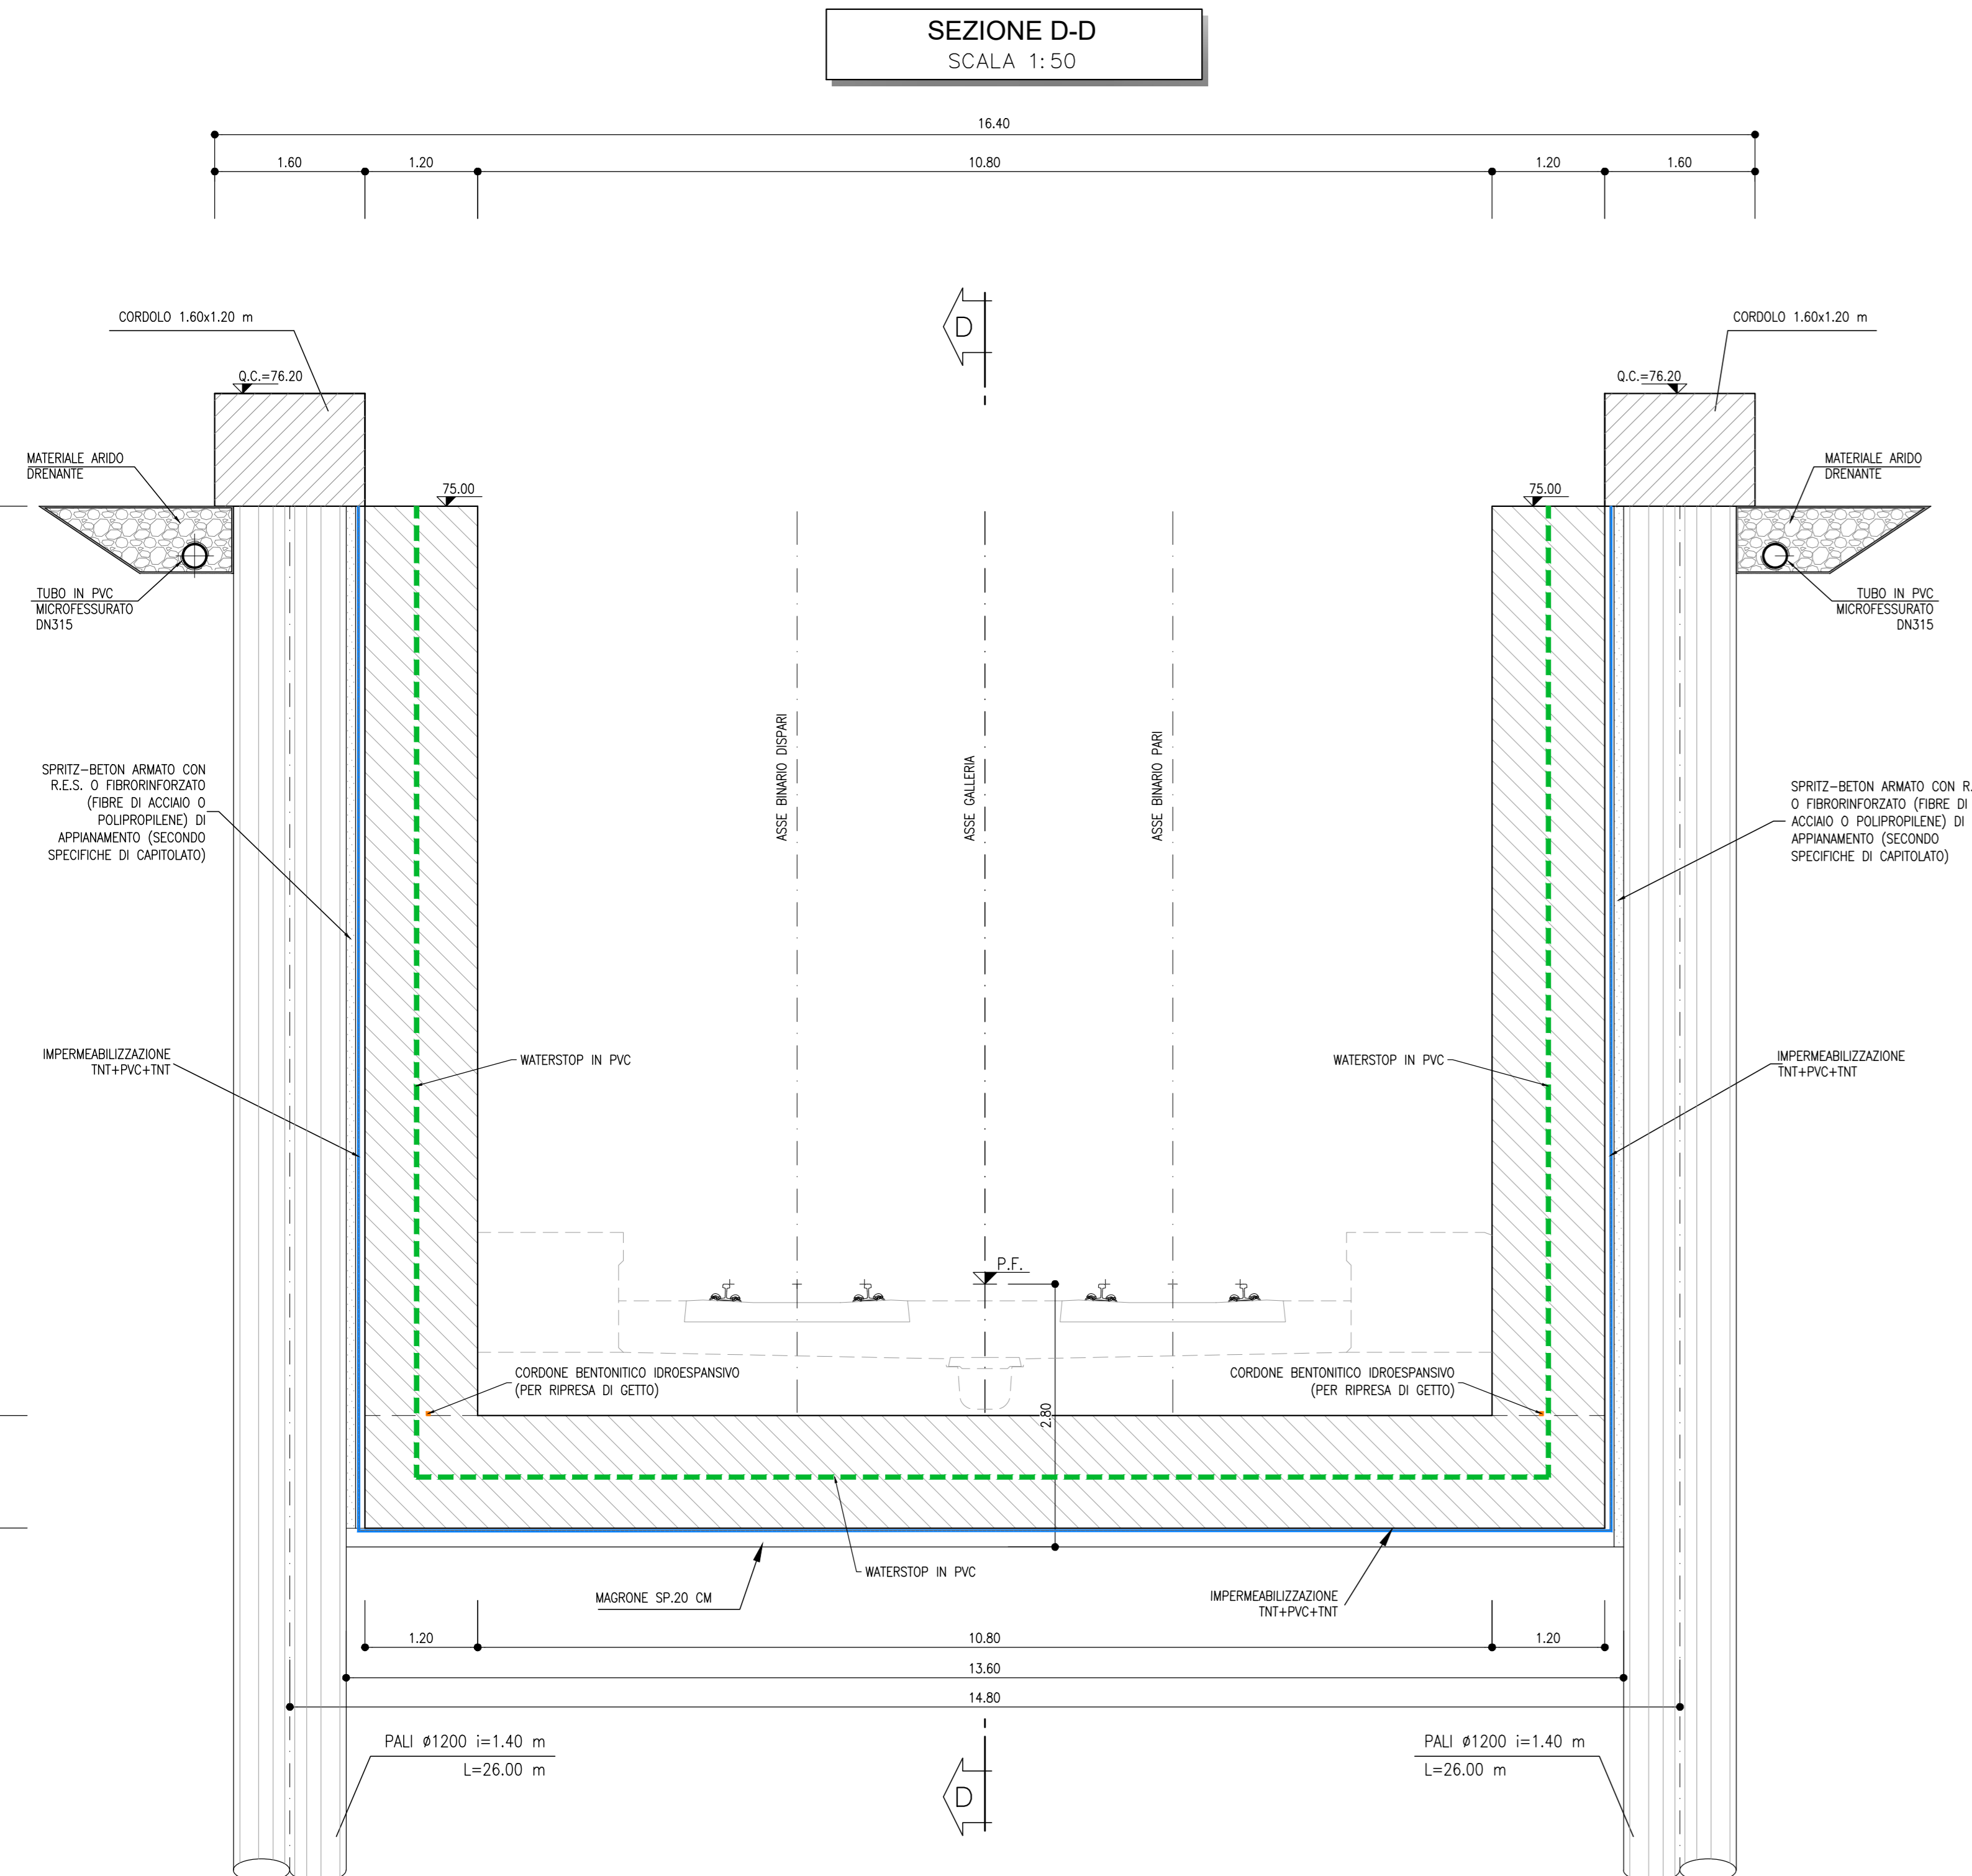 SEZIONE D-D
SCALA 1:50
16.40
1.60
1.20
10.80
1.20
1.60
D
CORDOLO 1.60x1.20 m
CORDOLO 1.60x1.20 m
Q.C.=76.20
Q.C.=76.20
MATERIALE ARIDO
DRENANTE
MATERIALE ARIDO
DRENANTE
75.00
75.00
TUBO IN PVC
MICROFESSURATO
DN315
TUBO IN PVC
MICROFESSURATO
DN315
ASSE BINARIO DISPARI
ASSE GALLERIA
ASSE BINARIO PARI
SPRITZ-BETON ARMATO CON
R.E.S. O FIBRORINFORZATO
(FIBRE DI ACCIAIO O
POLIPROPILENE) DI
APPIANAMENTO (SECONDO
SPECIFICHE DI CAPITOLATO)
SPRITZ-BETON ARMATO CON R.
O FIBRORINFORZATO (FIBRE DI
ACCIAIO O POLIPROPILENE) DI
APPIANAMENTO (SECONDO
SPECIFICHE DI CAPITOLATO)
IMPERMEABILIZZAZIONE
TNT+PVC+TNT
WATERSTOP IN PVC
WATERSTOP IN PVC
IMPERMEABILIZZAZIONE
TNT+PVC+TNT
P.F.
CORDONE BENTONITICO IDROESPANSIVO
(PER RIPRESA DI GETTO)
CORDONE BENTONITICO IDROESPANSIVO
(PER RIPRESA DI GETTO)
2.80
WATERSTOP IN PVC
MAGRONE SP.20 CM
IMPERMEABILIZZAZIONE
TNT+PVC+TNT
1.20
10.80
1.20
13.60
14.80
PALI ø1200 i=1.40 m
L=26.00 m
PALI ø1200 i=1.40 m
L=26.00 m
D